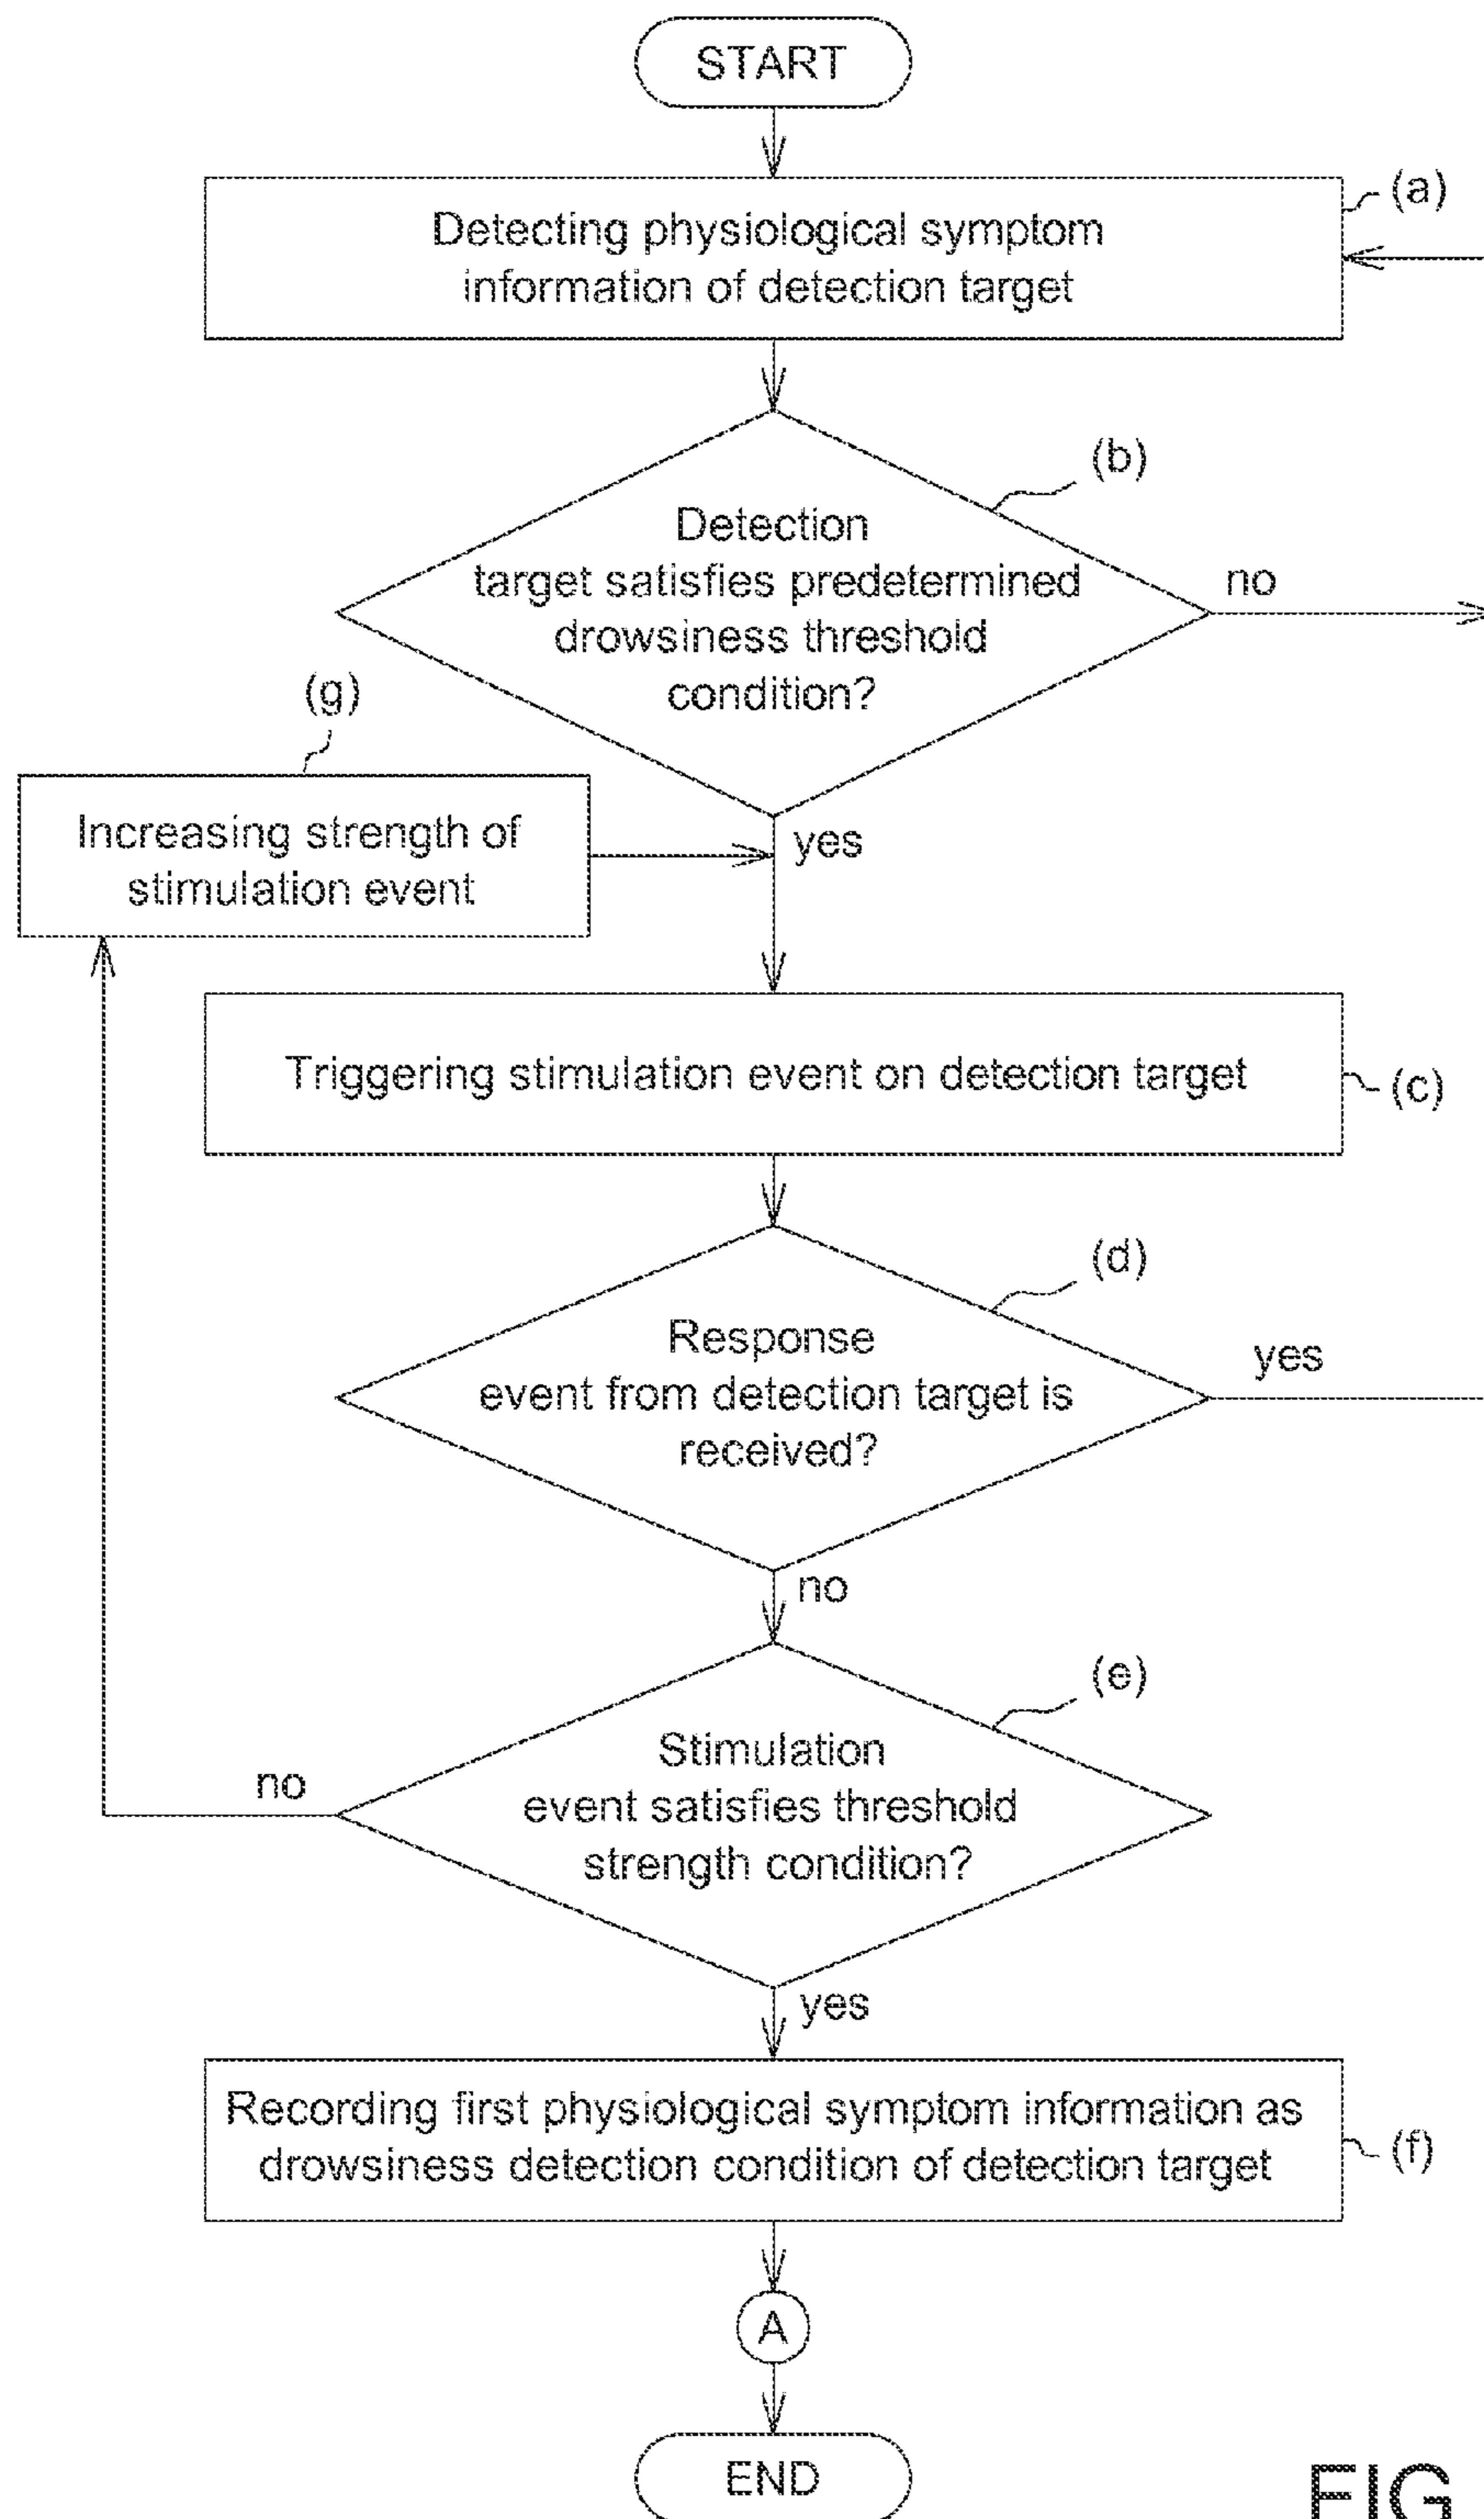 START
(a)
Detecting physiological symptom
information of detection target
(b)
Detection
target satisfies predetermined
drowsiness threshold
condition?
no
(g)
Increasing strength of
stimulation event
yes
Triggering stimulation event on detection target
(c)
(d)
Response
event from detection target is
received?
yes
no
(e)
Stimulation
event satisfies threshold
strength condition?
no
yes
Recording first physiological symptom information as
drowsiness detection condition of detection target
(f)
A
END
FIG